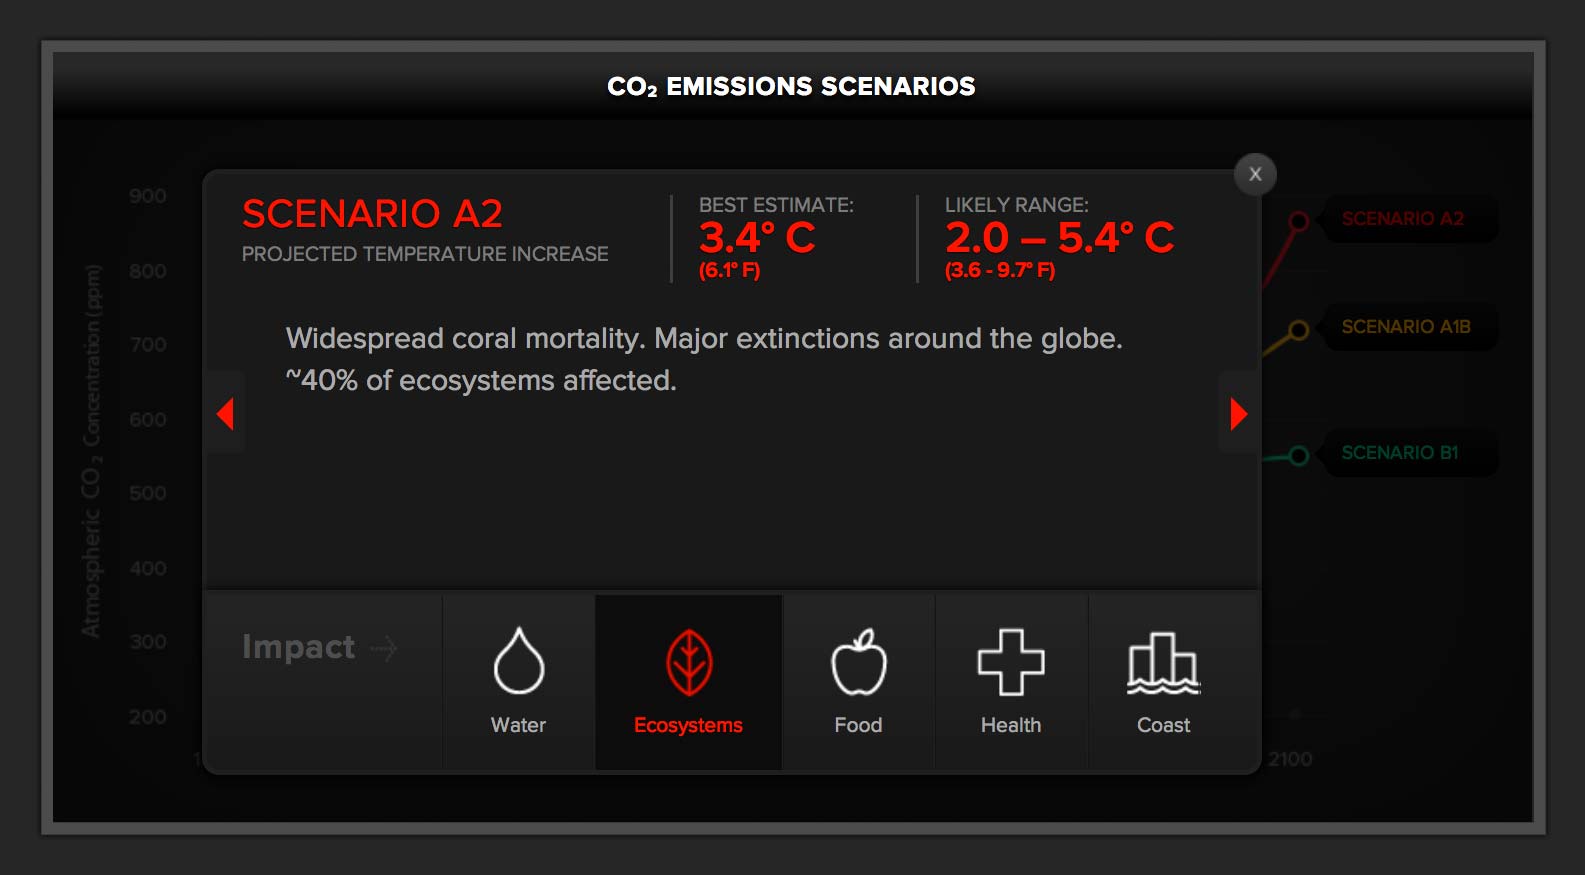 CO₂ EMISSIONS SCENARIOS
X
SCENARIO A2
PROJECTED TEMPERATURE INCREASE
BEST ESTIMATE:
3.4° C
(6.1° F)
LIKELY RANGE:
2.0 – 5.4° C
(3.6 - 9.7° F)
Widespread coral mortality. Major extinctions around the globe.
~40% of ecosystems affected.
Impact
Water
Ecosystems
Food
Health
Coast
Atmospheric CO₂ Concentration (ppm)
900
800
700
600
500
400
300
200
2100
SCENARIO A2
SCENARIO A1B
SCENARIO B1